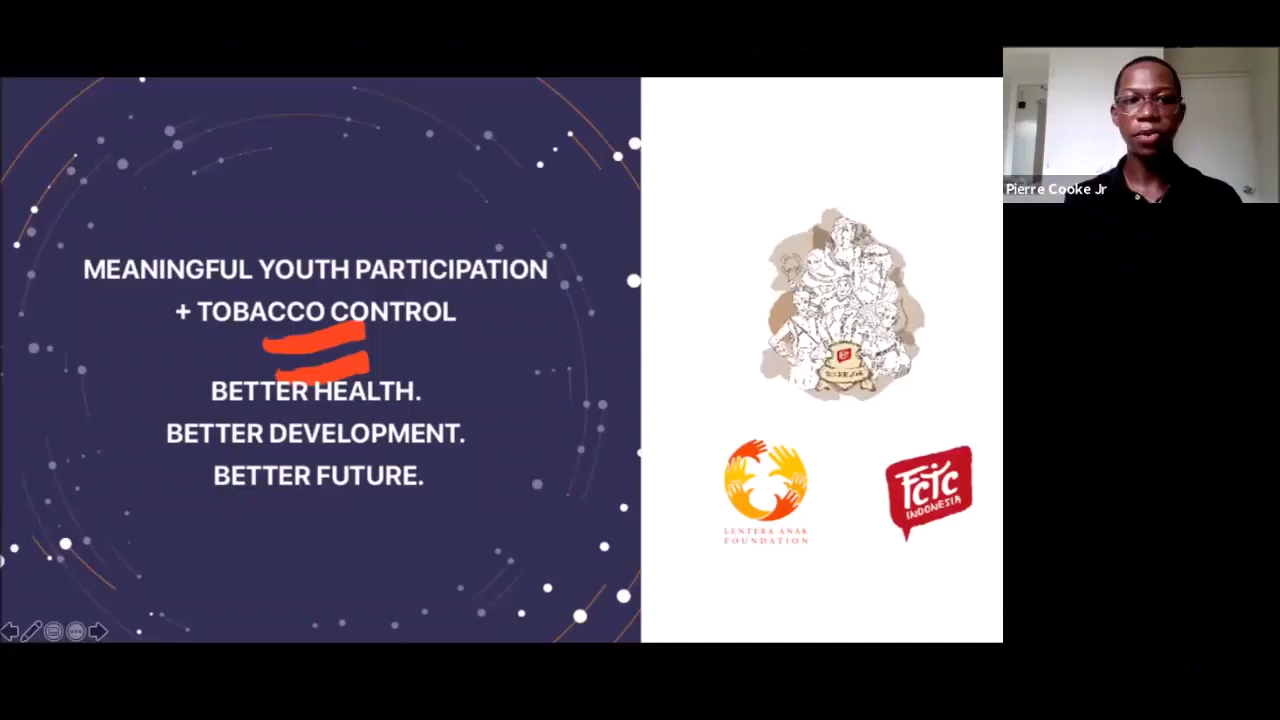 MEANINGFUL YOUTH PARTICIPATION
+ TOBACCO CONTROL
BETTER HEALTH.
BETTER DEVELOPMENT.
BETTER FUTURE.
LENTERA ANAK
FOUNDATION
FCTC
INDONESIA
Pierre Cooke Jr